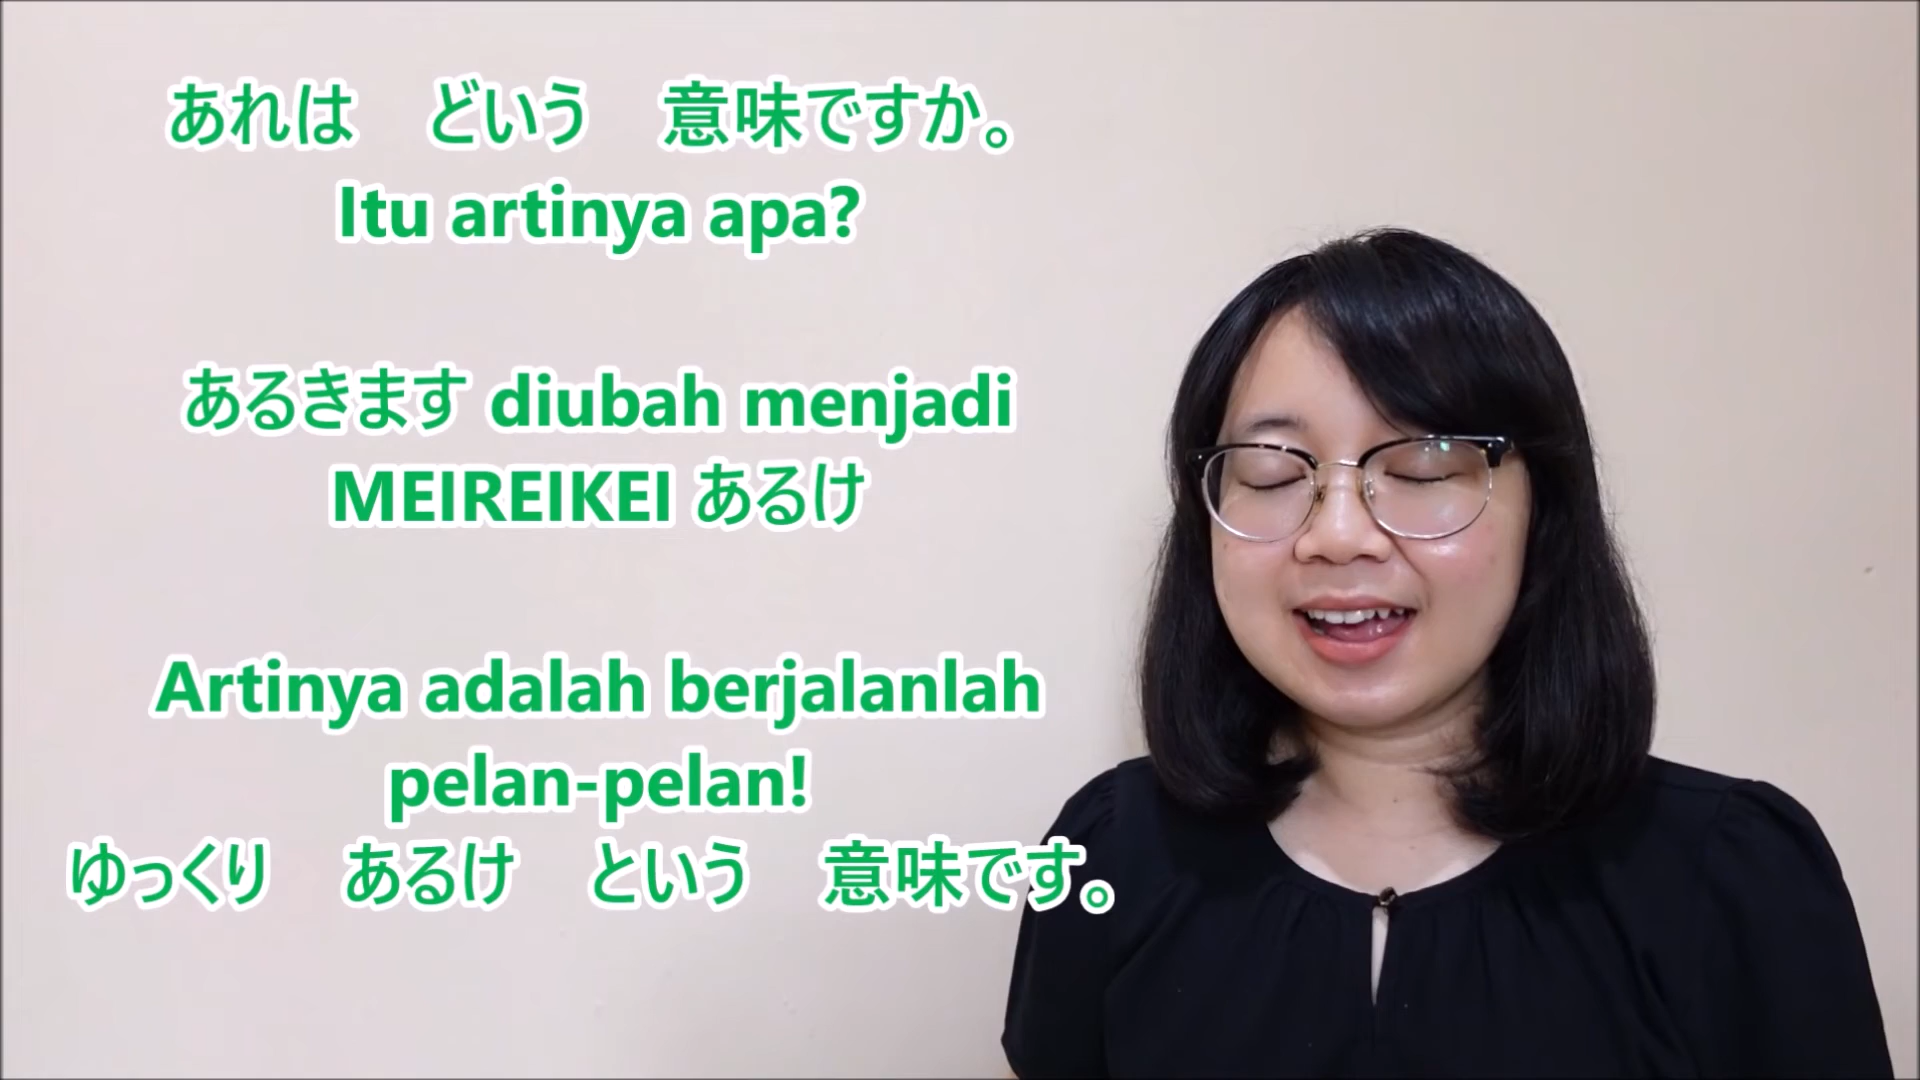 あれは　どいう　意味ですか。
Itu artinya apa?
あるきます diubah menjadi
MEIREIKEI あるけ
Artinya adalah berjalanlah
pelan-pelan!
ゆっくり　あるけ　という　意味です。